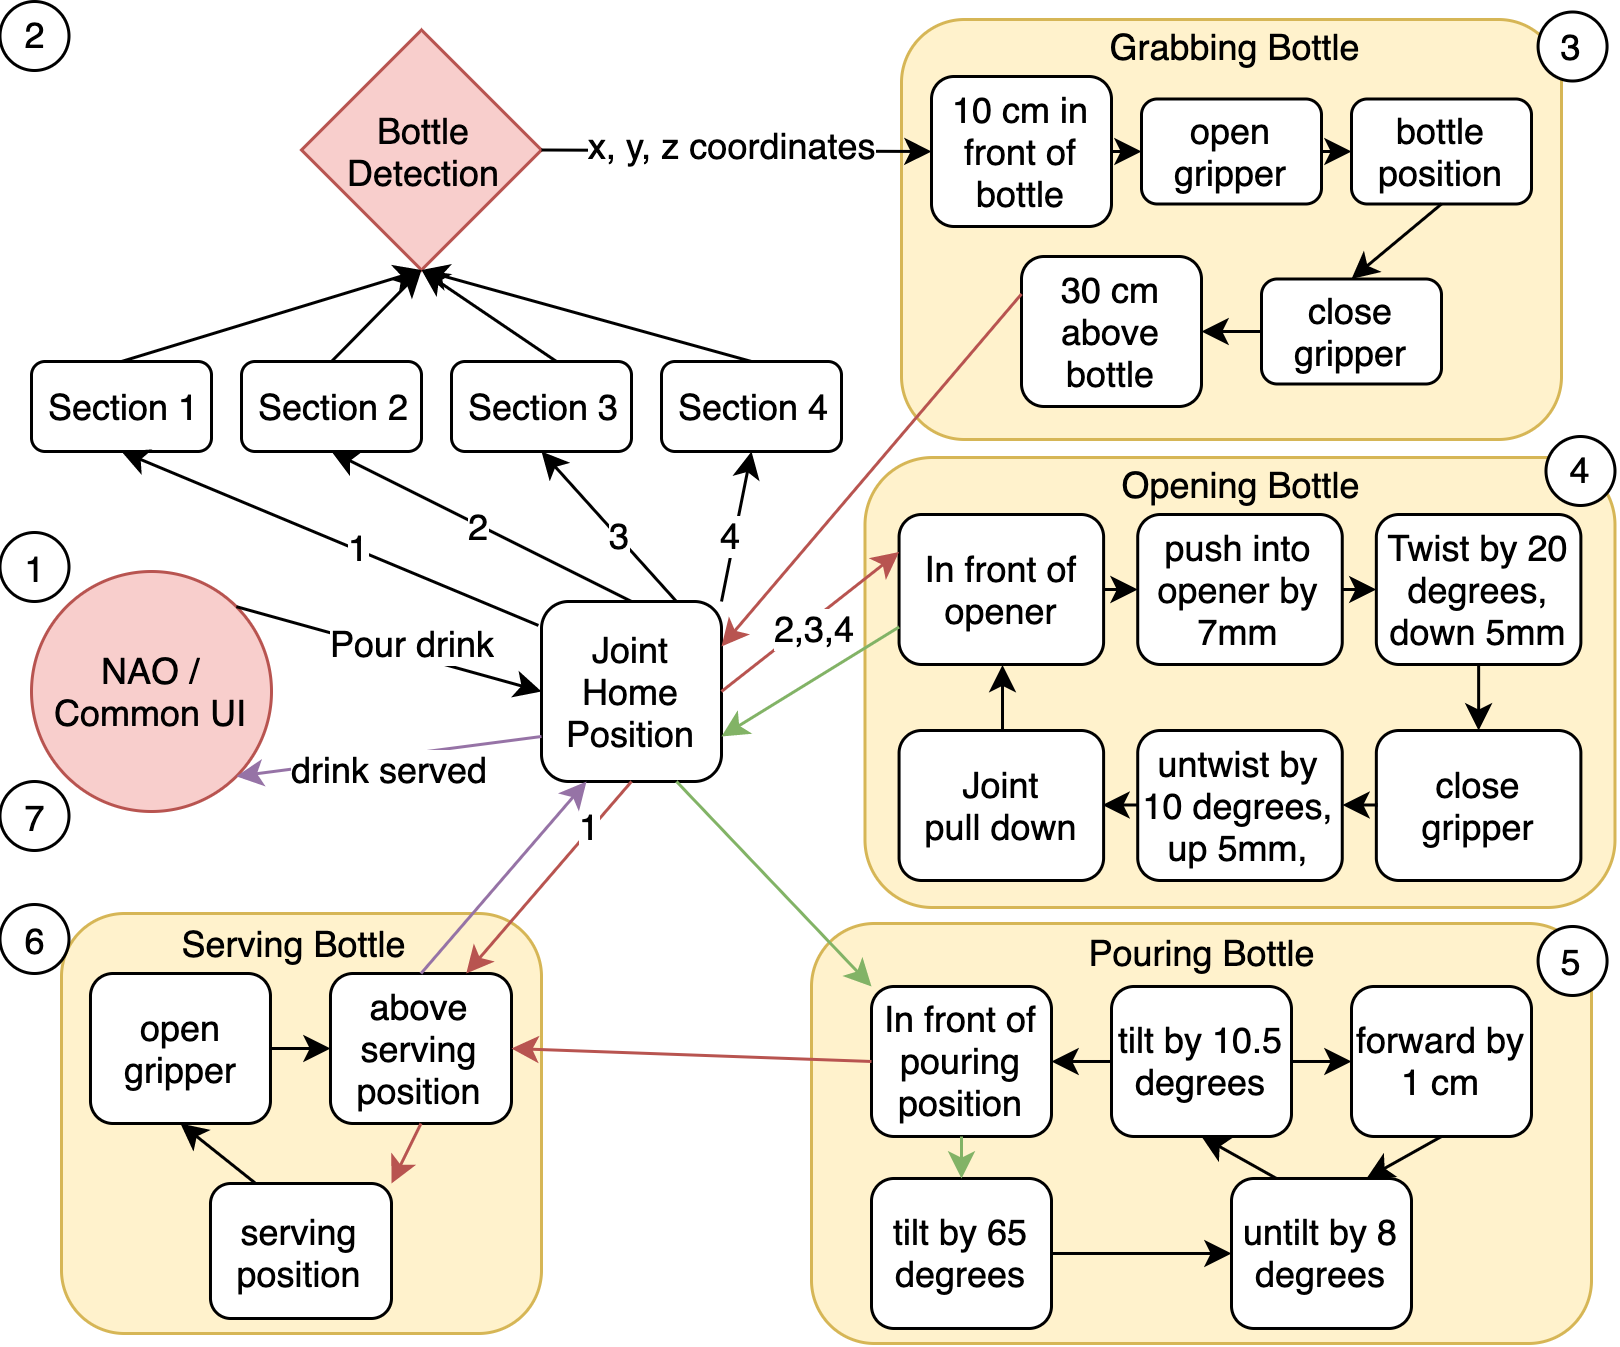 2
Bottle
Detection
x, y, z coordinates
Grabbing Bottle
3
10 cm in
front of
bottle
open
gripper
bottle
position
30 cm
above
bottle
close
gripper
Section 1
Section 2
Section 3
Section 4
1
2
3
4
Opening Bottle
4
In front of
opener
push into
opener by
7mm
Twist by 20
degrees,
down 5mm
Joint
pull down
untwist by
10 degrees,
up 5mm,
close
gripper
1
NAO /
Common UI
Pour drink
Joint
Home
Position
2,3,4
drink served
7
1
6
Serving Bottle
open
gripper
above
serving
position
serving
position
Pouring Bottle
5
In front of
pouring
position
tilt by 10.5
degrees
forward by
1 cm
tilt by 65
degrees
untilt by 8
degrees